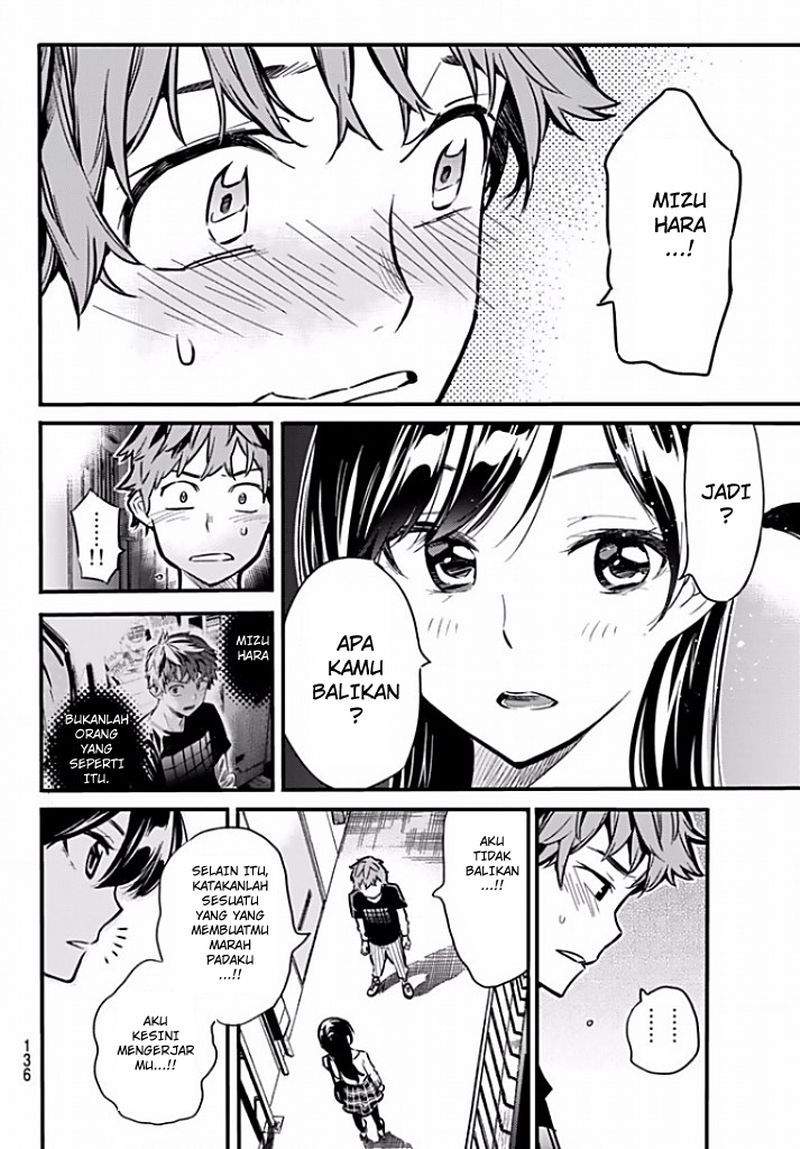 MIZU
HARA
...!
JADI
?
APA
KAMU
BALIKAN
?
......!!
MIZU
HARA
BUKANLAH
ORANG
YANG
SEPERTI
ITU.
AKU
TIDAK
BALIKAN
...!!
SELAIN ITU,
KATAKANLAH
SESUATU
YANG YANG
MEMBUATMU
MARAH
PADAKU
...!!
AKU
KESINI
MENGERJAR
MU...!!
......
......
136